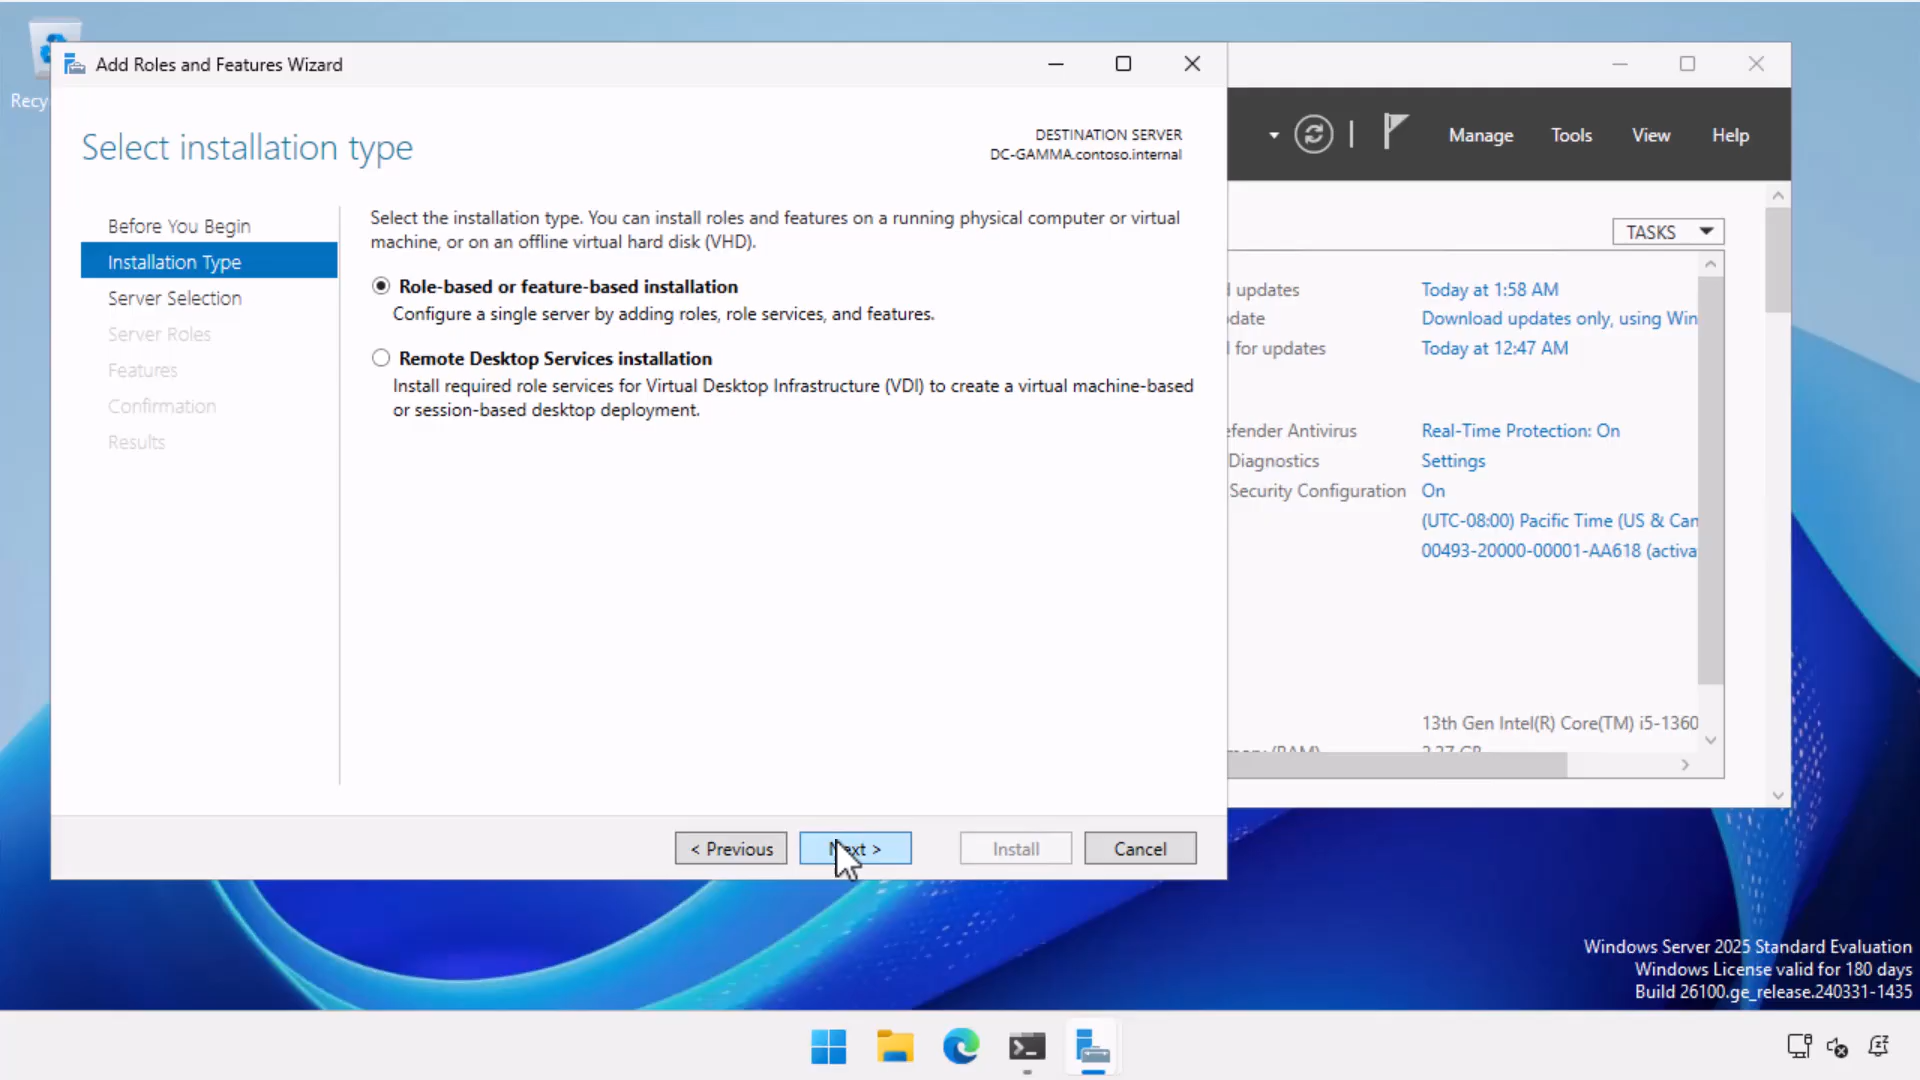 Recy
Add Roles and Features Wizard
Select installation type
DESTINATION SERVER
DC-GAMMA.contoso.internal
Before You Begin
Installation Type
Server Selection
Server Roles
Features
Confirmation
Results
Select the installation type. You can install roles and features on a running physical computer or virtual
machine, or on an offline virtual hard disk (VHD).
Role-based or feature-based installation
Configure a single server by adding roles, role services, and features.
Remote Desktop Services installation
Install required role services for Virtual Desktop Infrastructure (VDI) to create a virtual machine-based
or session-based desktop deployment.
< Previous
Next >
Install
Cancel
Manage
Tools
View
Help
TASKS
updates Today at 1:58 AM
Download updates only, using Win
for updates Today at 12:47 AM
efender Antivirus Real-Time Protection: On
Diagnostics Settings
Security Configuration On
(UTC-08:00) Pacific Time (US & Can
00493-20000-00001-AA618 (activa
13th Gen Intel(R) Core(TM) i5-1360
Windows Server 2025 Standard Evaluation
Windows License valid for 180 days
Build 26100.ge_release.240331-1435